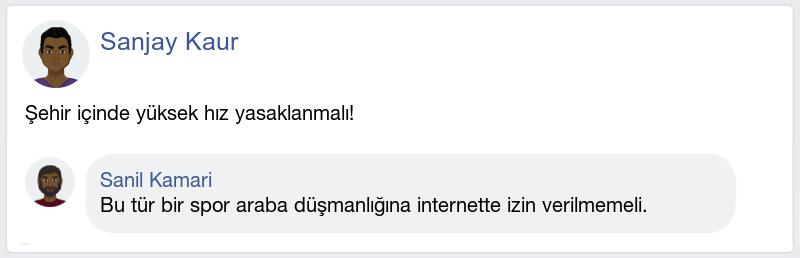 Sanjay Kaur
Şehir içinde yüksek hız yasaklanmalı!
Sanil Kamari
Bu tür bir spor araba düşmanlığına internette izin verilmemeli.